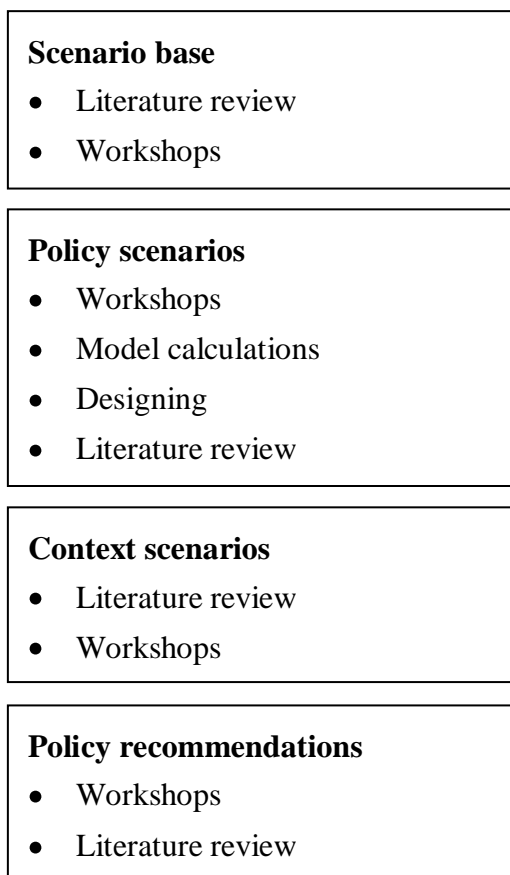 Scenario base
• Literature review
• Workshops
Policy scenarios
• Workshops
• Model calculations
• Designing
• Literature review
Context scenarios
• Literature review
• Workshops
Policy recommendations
• Workshops
• Literature review